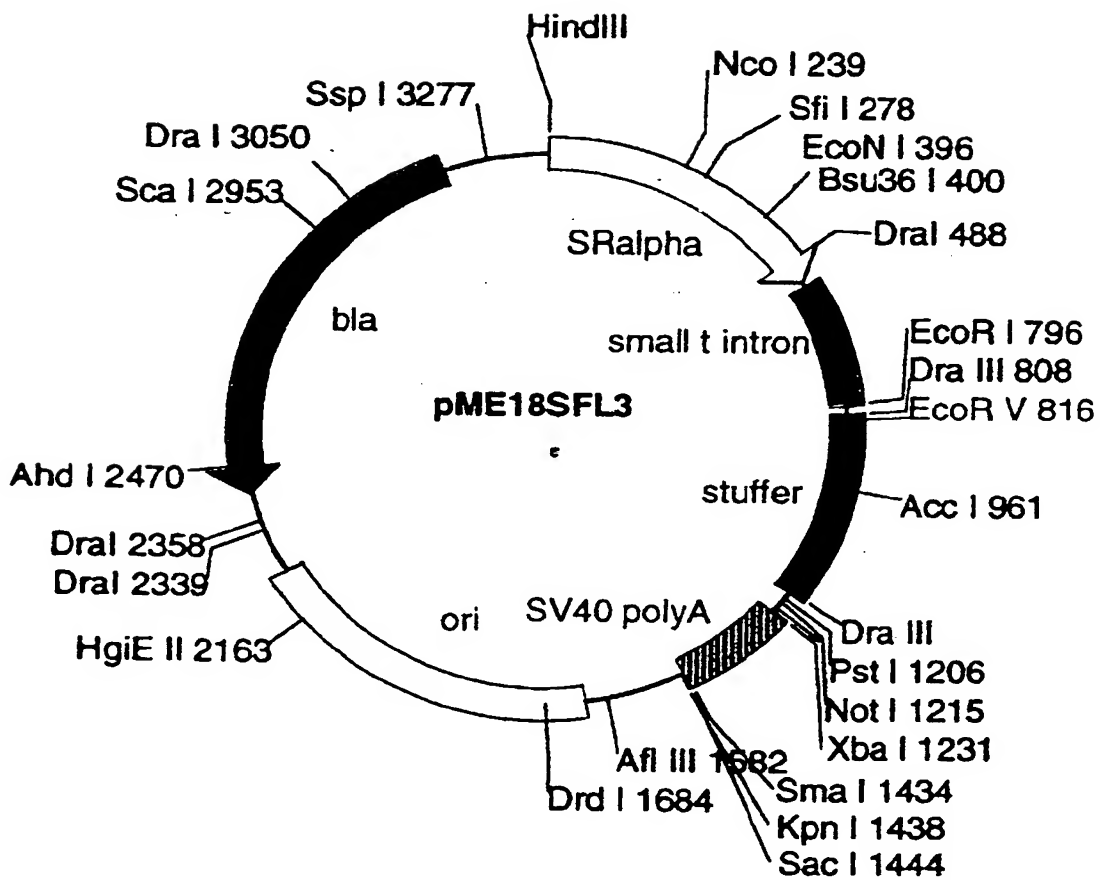 HindIII
Nco I 239
Ssp I 3277
Sfi I 278
Dra I 3050
EcoN I 396
Sca I 2953
Bsu36 I 400
DraI 488
SRalpha
bla
small t intron
EcoR I 796
Dra III 808
EcoR V 816
pME18SFL3
Ahd I 2470
stuffer
Acc I 961
DraI 2358
DraI 2339
ori
SV40 polyA
HgiE II 2163
Dra III
Pst I 1206
Not I 1215
Xba I 1231
Afl III 1582
Drd I 1684
Sma I 1434
Kpn I 1438
Sac I 1444